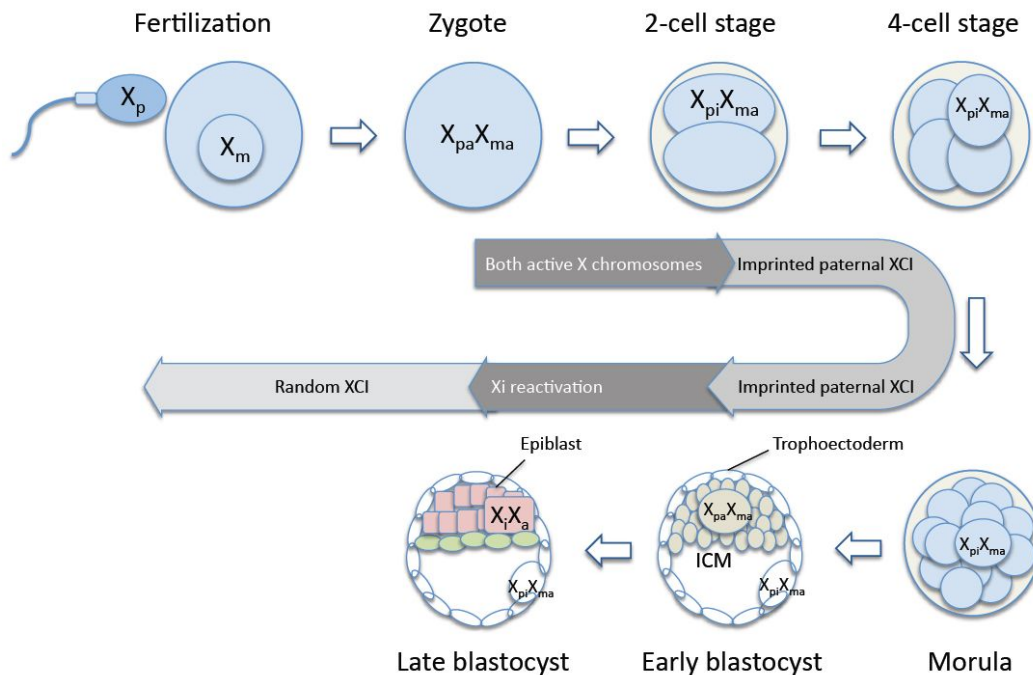 Fertilization
Zygote
2-cell stage
4-cell stage
Xp
Xm
XpaXma
XpiXma
XpiXma
Both active X chromosomes
Imprinted paternal XCI
Random XCI
Xi reactivation
Imprinted paternal XCI
Epiblast
Trophoectoderm
XiXa
XpaXma
XpiXma
ICM
XpiXma
XpiXma
Late blastocyst
Early blastocyst
Morula